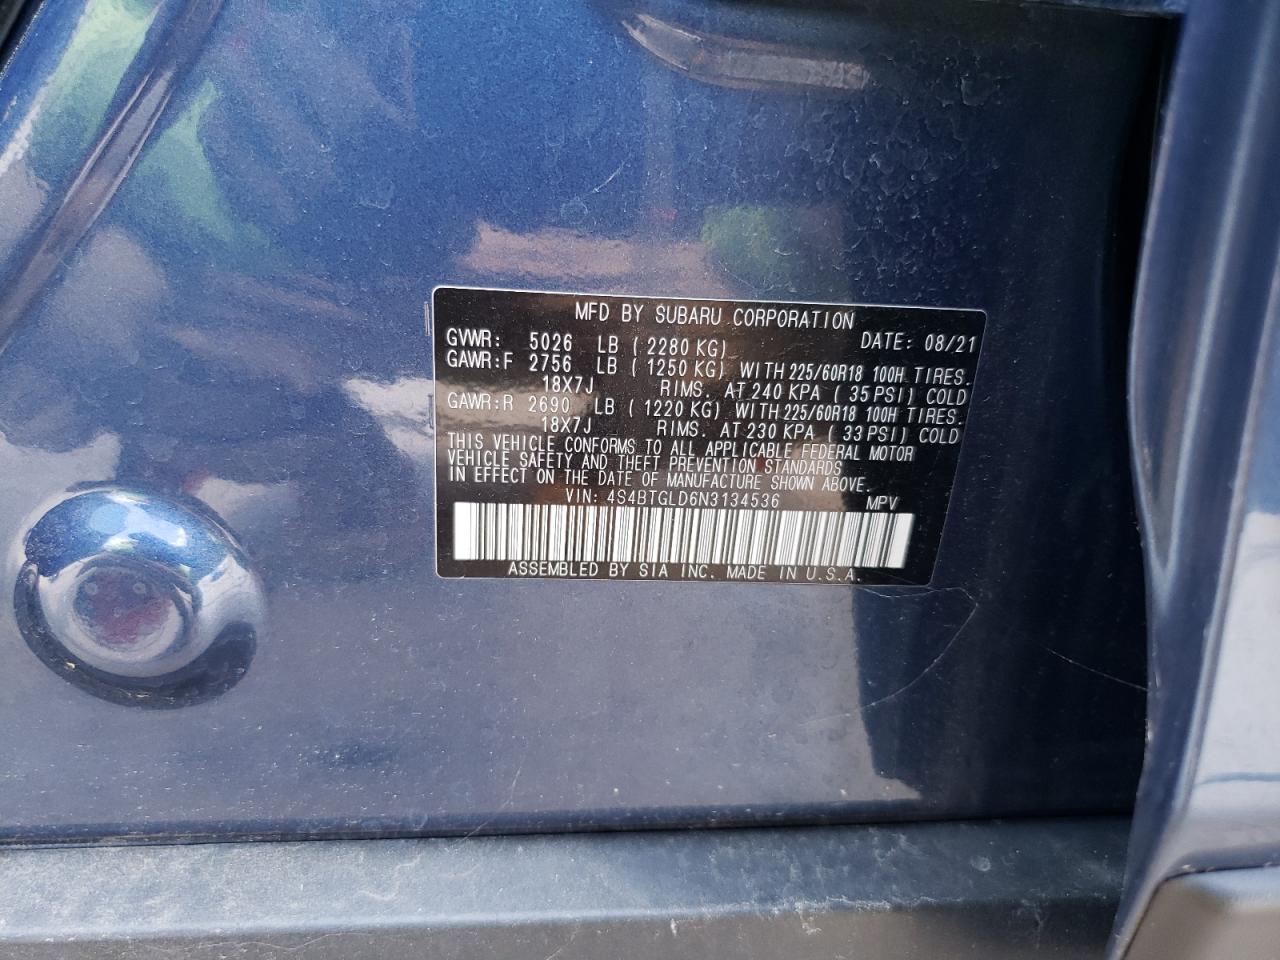 MFD BY SUBARU CORPORATION
GVWR: 5026 LB ( 2280 KG) DATE: 08/21
GAWR:F 2756 LB ( 1250 KG) WITH 225/60R18 100H TIRES.
18X7J RIMS. AT 240 KPA ( 35 PSI) COLD
GAWR:R 2690 LB ( 1220 KG) WITH 225/60R18 100H TIRES.
18X7J RIMS. AT 230 KPA ( 33 PSI) COLD
THIS VEHICLE CONFORMS TO ALL APPLICABLE FEDERAL MOTOR
VEHICLE SAFETY AND THEFT PREVENTION STANDARDS
IN EFFECT ON THE DATE OF MANUFACTURE SHOWN ABOVE.
VIN: 4S4BTGLD6N3134536 MPV
ASSEMBLED BY SIA INC. MADE IN U.S.A.